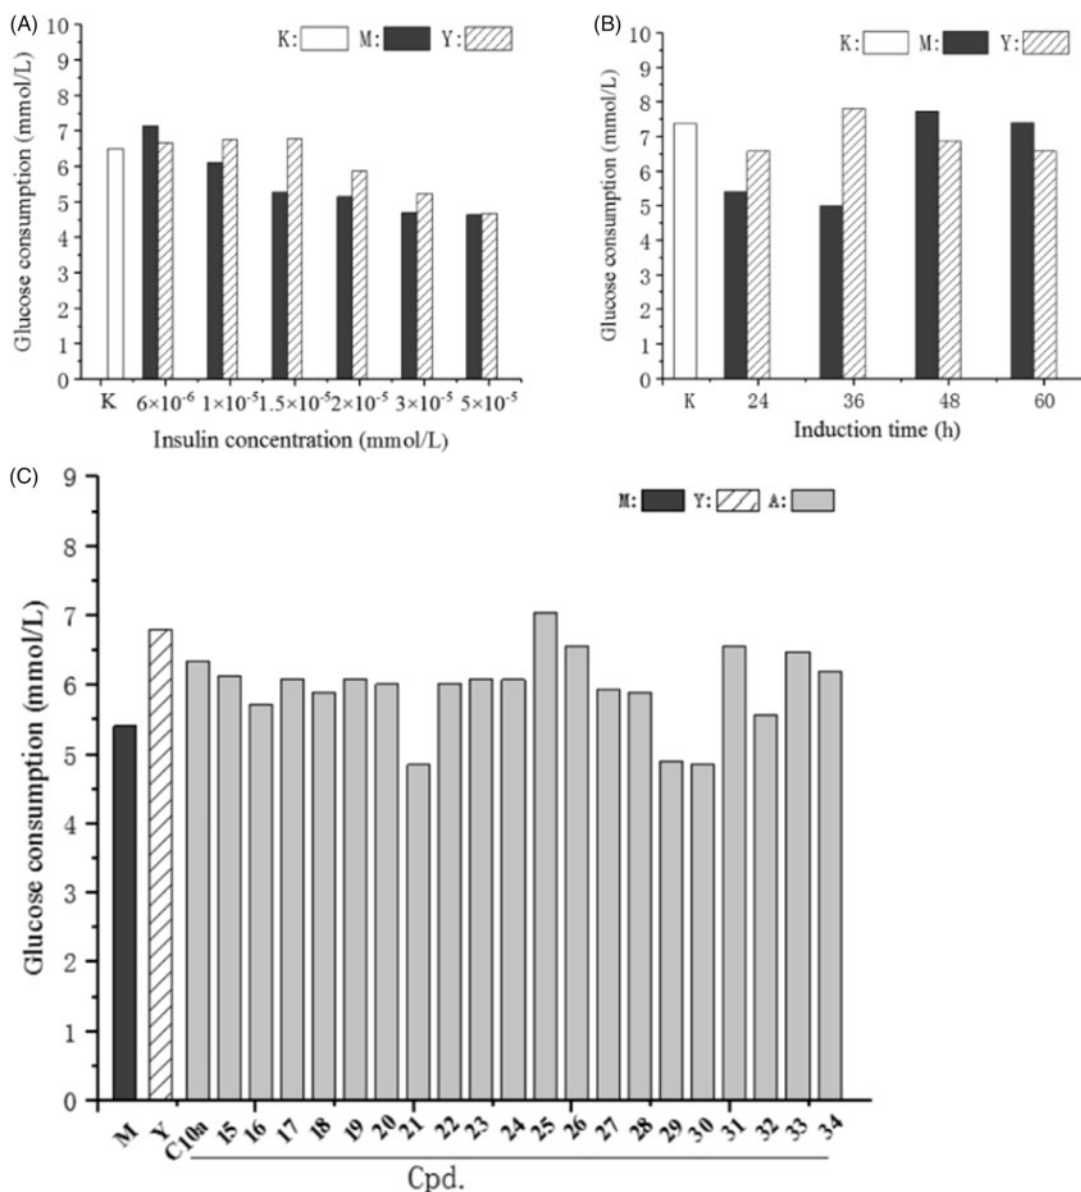 (A)
Glucose consumption (mmol/L)
10
9
8
7
6
5
4
3
2
1
0
K: M: Y:
K 6×10⁻⁶ 1×10⁻⁵ 1.5×10⁻⁵ 2×10⁻⁵ 3×10⁻⁵ 5×10⁻⁵
Insulin concentration (mmol/L)
(B)
Glucose consumption (mmol/L)
10
9
8
7
6
5
4
3
2
1
0
K: M: Y:
K 24 36 48 60
Induction time (h)
(C)
Glucose consumption (mmol/L)
9
8
7
6
5
4
3
2
1
0
M: Y: A:
M Y C10a 15 16 17 18 19 20 21 22 23 24 25 26 27 28 29 30 31 32 33 34
Cpd.